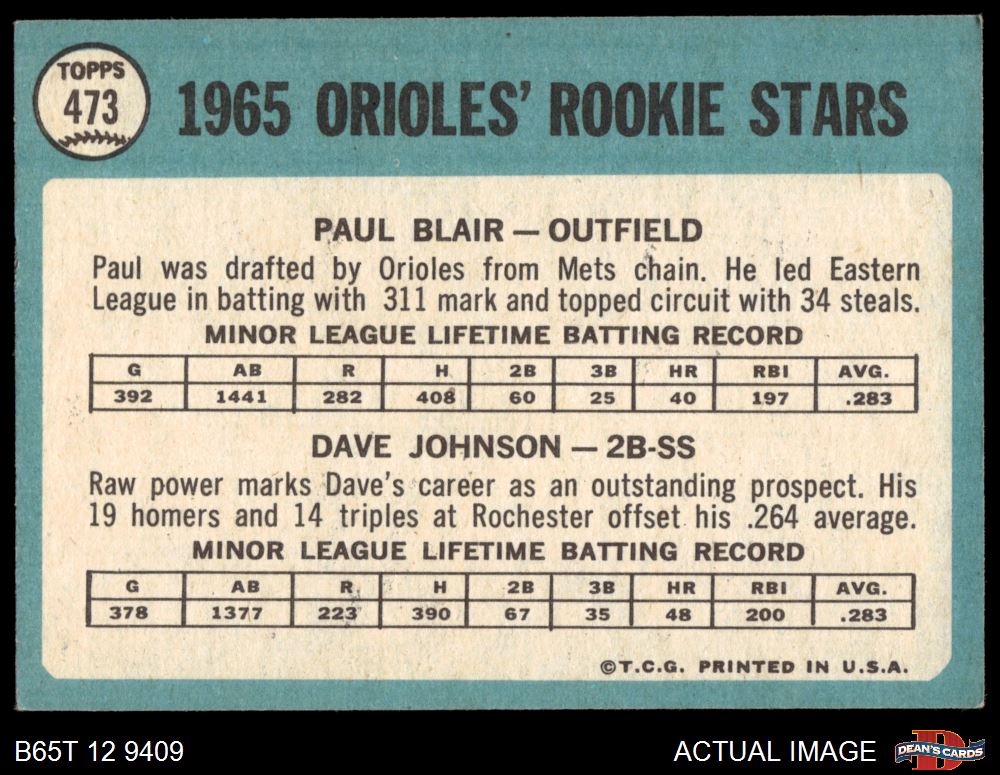 TOPPS
473
1965 ORIOLES' ROOKIE STARS
PAUL BLAIR — OUTFIELD
Paul was drafted by Orioles from Mets chain. He led Eastern
League in batting with 311 mark and topped circuit with 34 steals.
MINOR LEAGUE LIFETIME BATTING RECORD
G AB R H 2B 3B HR RBI AVG.
392 1441 282 408 60 25 40 197 .283
DAVE JOHNSON — 2B-SS
Raw power marks Dave's career as an outstanding prospect. His
19 homers and 14 triples at Rochester offset his .264 average.
MINOR LEAGUE LIFETIME BATTING RECORD
G AB R H 2B 3B HR RBI AVG.
378 1377 223 390 67 35 48 200 .283
©T.C.G. PRINTED IN U.S.A.
B65T 12 9409
ACTUAL IMAGE
D
DEAN'S CARDS